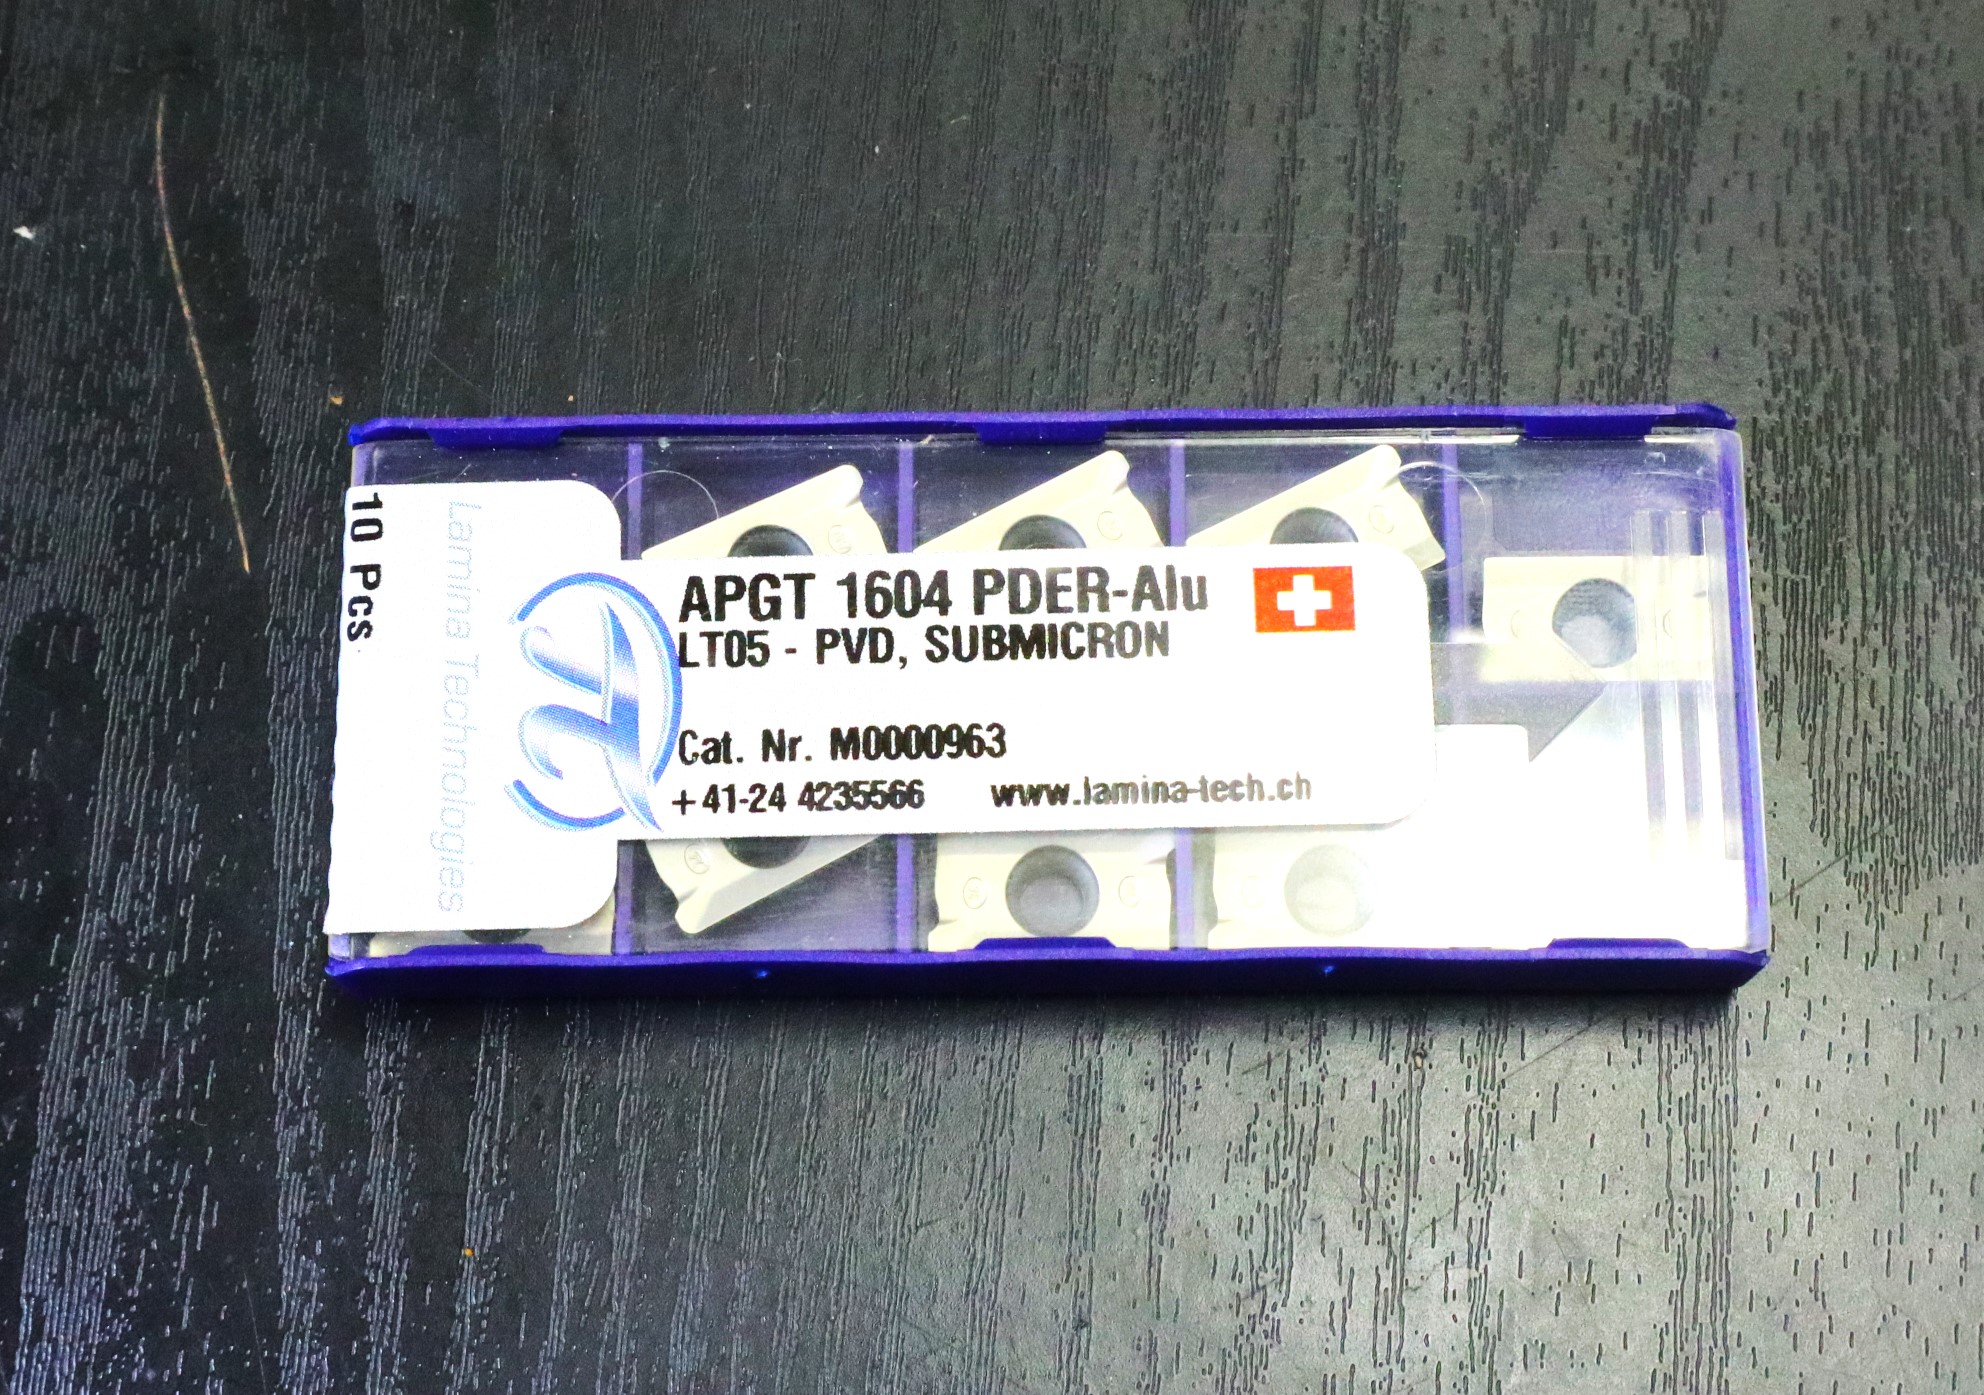 10 Pcs
Lamina Technologies
APGT 1604 PDER-Alu
LT05 - PVD, SUBMICRON
Cat. Nr. M0000963
+41-24 4235566 www.lamina-tech.ch